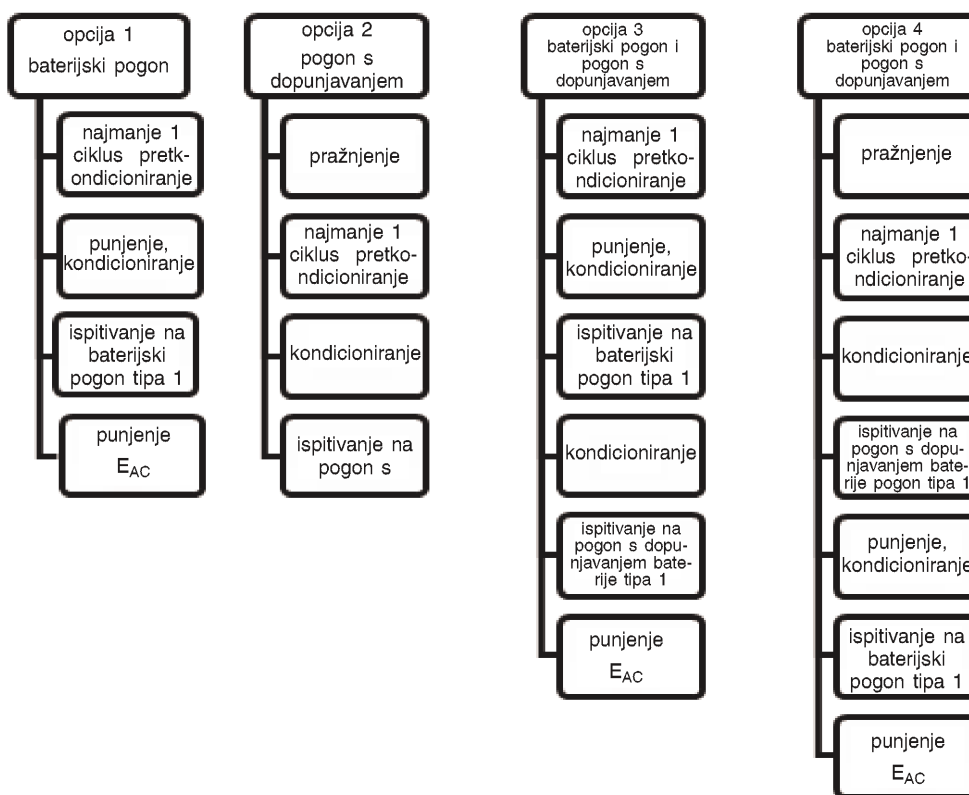 opcija 1
baterijski pogon
najmanje 1
ciklus pretk-
ondicioniranje
punjenje,
kondicioniranje
ispitivanje na
baterijski
pogon tipa 1
punjenje
E_AC
opcija 2
pogon s
dopunjavanjem
pražnjenje
najmanje 1
ciklus pretko-
ndicioniranje
kondicioniranje
ispitivanje na
pogon s
opcija 3
baterijski pogon i
pogon s
dopunjavanjem
najmanje 1
ciklus pretko-
ndicioniranje
punjenje,
kondicioniranje
ispitivanje na
baterijski
pogon tipa 1
kondicioniranje
ispitivanje na
pogon s dopu-
njavanjem bate-
rije tipa 1
punjenje
E_AC
opcija 4
baterijski pogon i
pogon s
dopunjavanjem
pražnjenje
najmanje 1
ciklus pretko-
ndicioniranje
kondicioniranje
ispitivanje na
pogon s dopu-
njavanjem bate-
rije pogon tipa 1
punjenje,
kondicioniranje
ispitivanje na
baterijski
pogon tipa 1
punjenje
E_AC